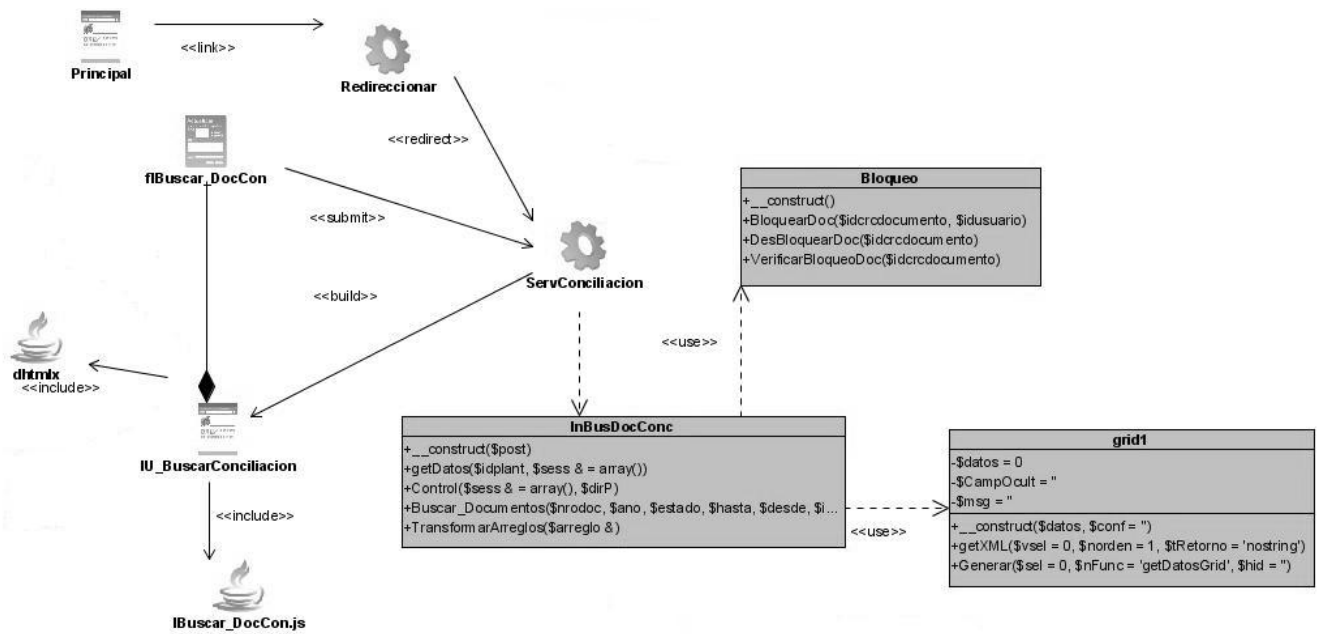 Principal
<<link>>
Redireccionar
<<redirect>>
flBuscar_DocCon
<<submit>>
ServConciliacion
<<build>>
dhtmlx
<<include>>
IU_BuscarConciliacion
<<include>>
lBuscar_DocCon.js
Bloqueo
+__construct()
+BloquearDoc($idcrcdocumento, $idusuario)
+DesBloquearDoc($idcrcdocumento)
+VerificarBloqueoDoc($idcrcdocumento)
<<use>>
InBusDocConc
+__construct($post)
+getDatos($idplant, $sess & = array())
+Control($sess & = array(), $dirP)
+Buscar_Documentos($nrodoc, $ano, $estado, $hasta, $desde, $i...
+TransformarArreglos($arreglo &)
<<use>>
grid1
-$datos = 0
-$CampOcult = ''
-$msg = ''
+__construct($datos, $conf = '')
+getXML($vsel = 0, $norden = 1, $tRetorno = 'nostring')
+Generar($sel = 0, $nFunc = 'getDatosGrid', $hid = '')